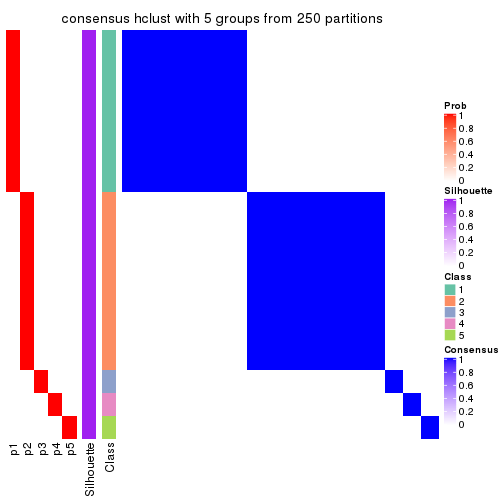 consensus hclust with 5 groups from 250 partitions
Prob
1
0.8
0.6
0.4
0.2
0
Silhouette
1
0.8
0.6
0.4
0.2
0
Class
1
2
3
4
5
Consensus
1
0.8
0.6
0.4
0.2
0
p1
p2
p3
p4
p5
Silhouette
Class